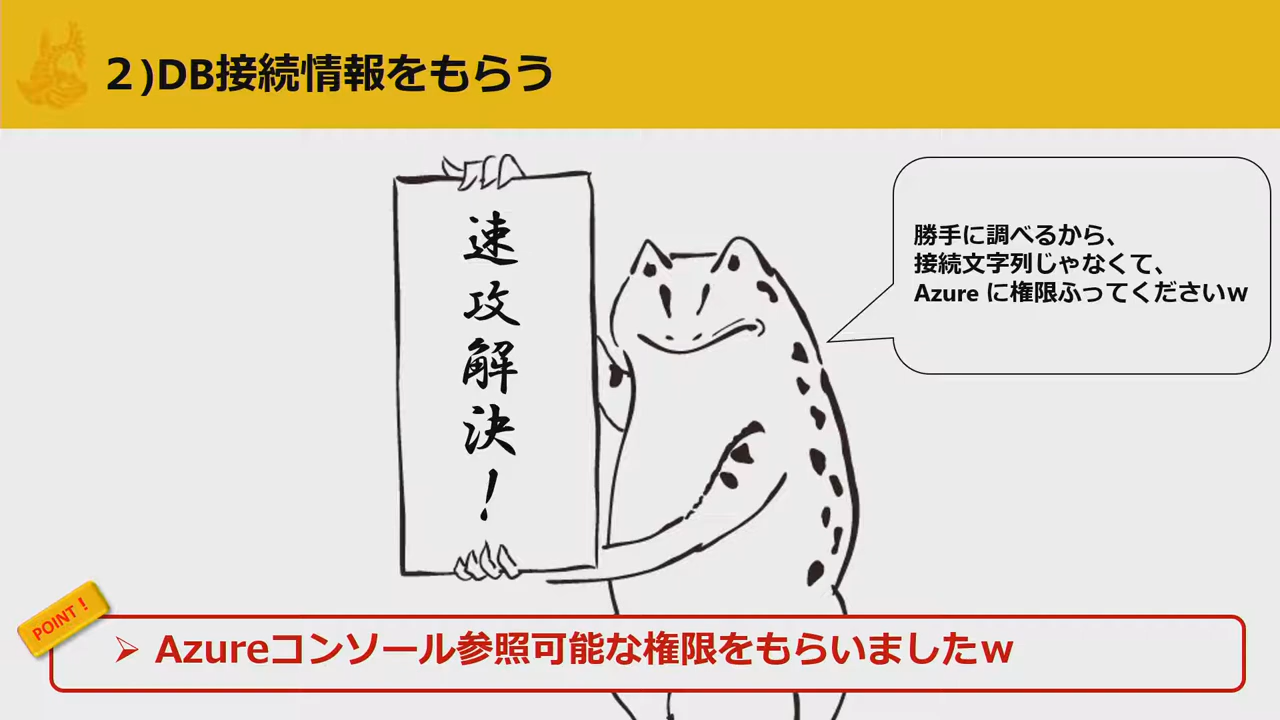 ２)DB接続情報をもらう
速攻解決！
勝手に調べるから、
接続文字列じゃなくて、
Azure に権限ふってくださいｗ
POINT！
➢ Azureコンソール参照可能な権限をもらいましたｗ